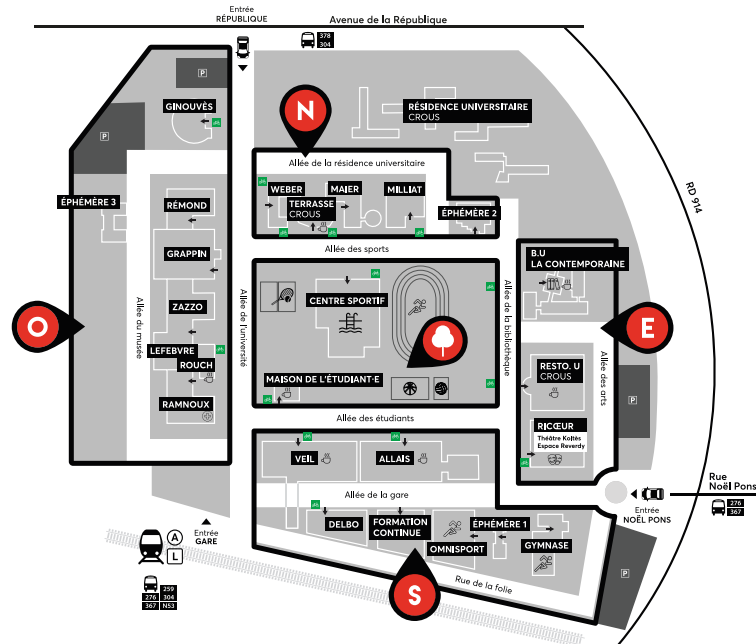 Entrée
RÉPUBLIQUE
Avenue de la République
378
304
P
GINOUVÈS
P
N
RÉSIDENCE UNIVERSITAIRE
CROUS
Allée de la résidence universitaire
WEBER
MAIER
MILLIAT
TERRASSE
CROUS
ÉPHÉMÈRE 2
ÉPHÉMÈRE 3
RÉMOND
RD 914
Allée des sports
GRAPPIN
B.U
LA CONTEMPORAINE
ZAZZO
CENTRE SPORTIF
O
E
Allée du musée
Allée de l'université
Allée de la bibliothèque
Allée des arts
LEFEBVRE
ROUCH
RESTO. U
CROUS
MAISON DE L'ÉTUDIANT·E
RAMNOUX
P
Allée des étudiants
RICŒUR
Théâtre Koltès
Espace Reverdy
VEIL
ALLAIS
Rue
Noël Pons
276
367
Entrée
NOËL PONS
Allée de la gare
DELBO
FORMATION
CONTINUE
ÉPHÉMÈRE 1
OMNISPORT
GYMNASE
Entrée
GARE
A
L
P
Rue de la folie
S
259
276 304
367 N53